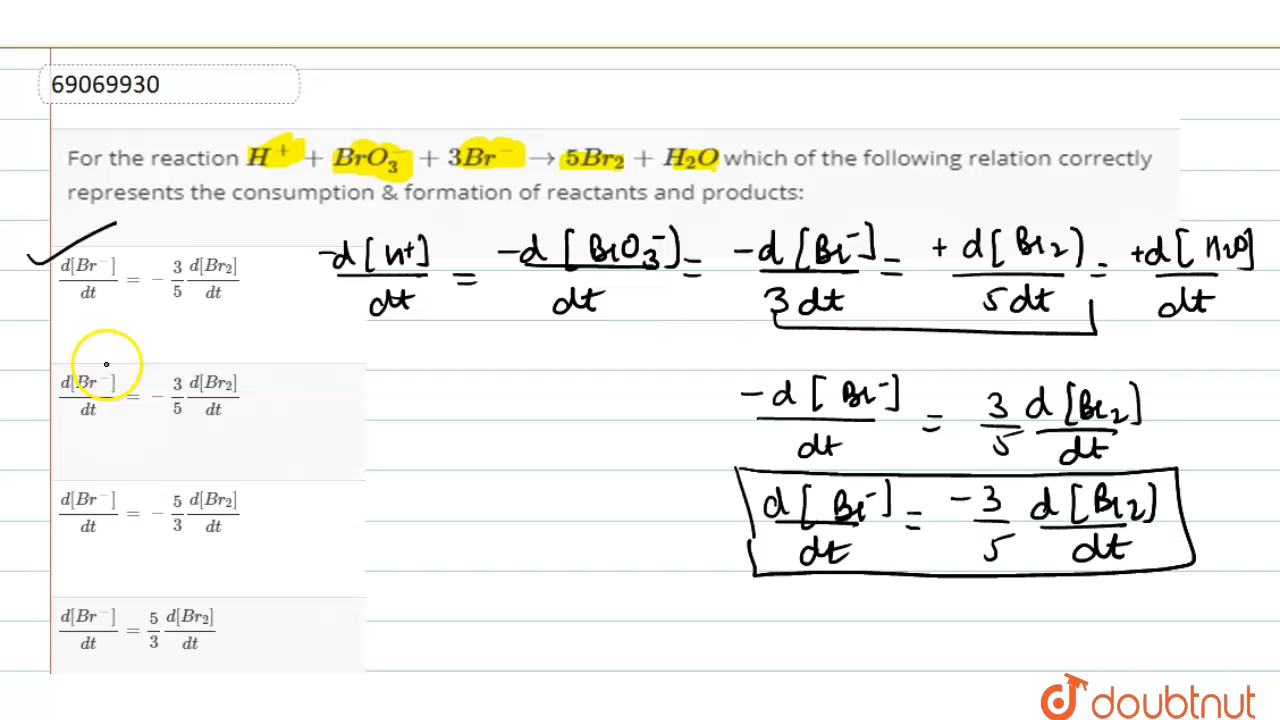 69069930
For the reaction H⁺ + BrO₃⁻ + 3Br⁻ → 5Br₂ + H₂O which of the following relation correctly
represents the consumption & formation of reactants and products:
-d[H+]/dt = -d[BrO₃⁻]/dt = -d[Br⁻]/3dt = +d[Br₂]/5dt = +d[H₂O]/dt
d[Br⁻]/dt = - 3/5 d[Br₂]/dt
d[Br⁻]/dt = - 3/5 d[Br₂]/dt
-d[Br⁻]/dt = 3/5 d[Br₂]/dt
d[Br⁻]/dt = - 5/3 d[Br₂]/dt
d[Br⁻]/dt = -3/5 d[Br₂]/dt
d[Br⁻]/dt = 5/3 d[Br₂]/dt
doubtnut